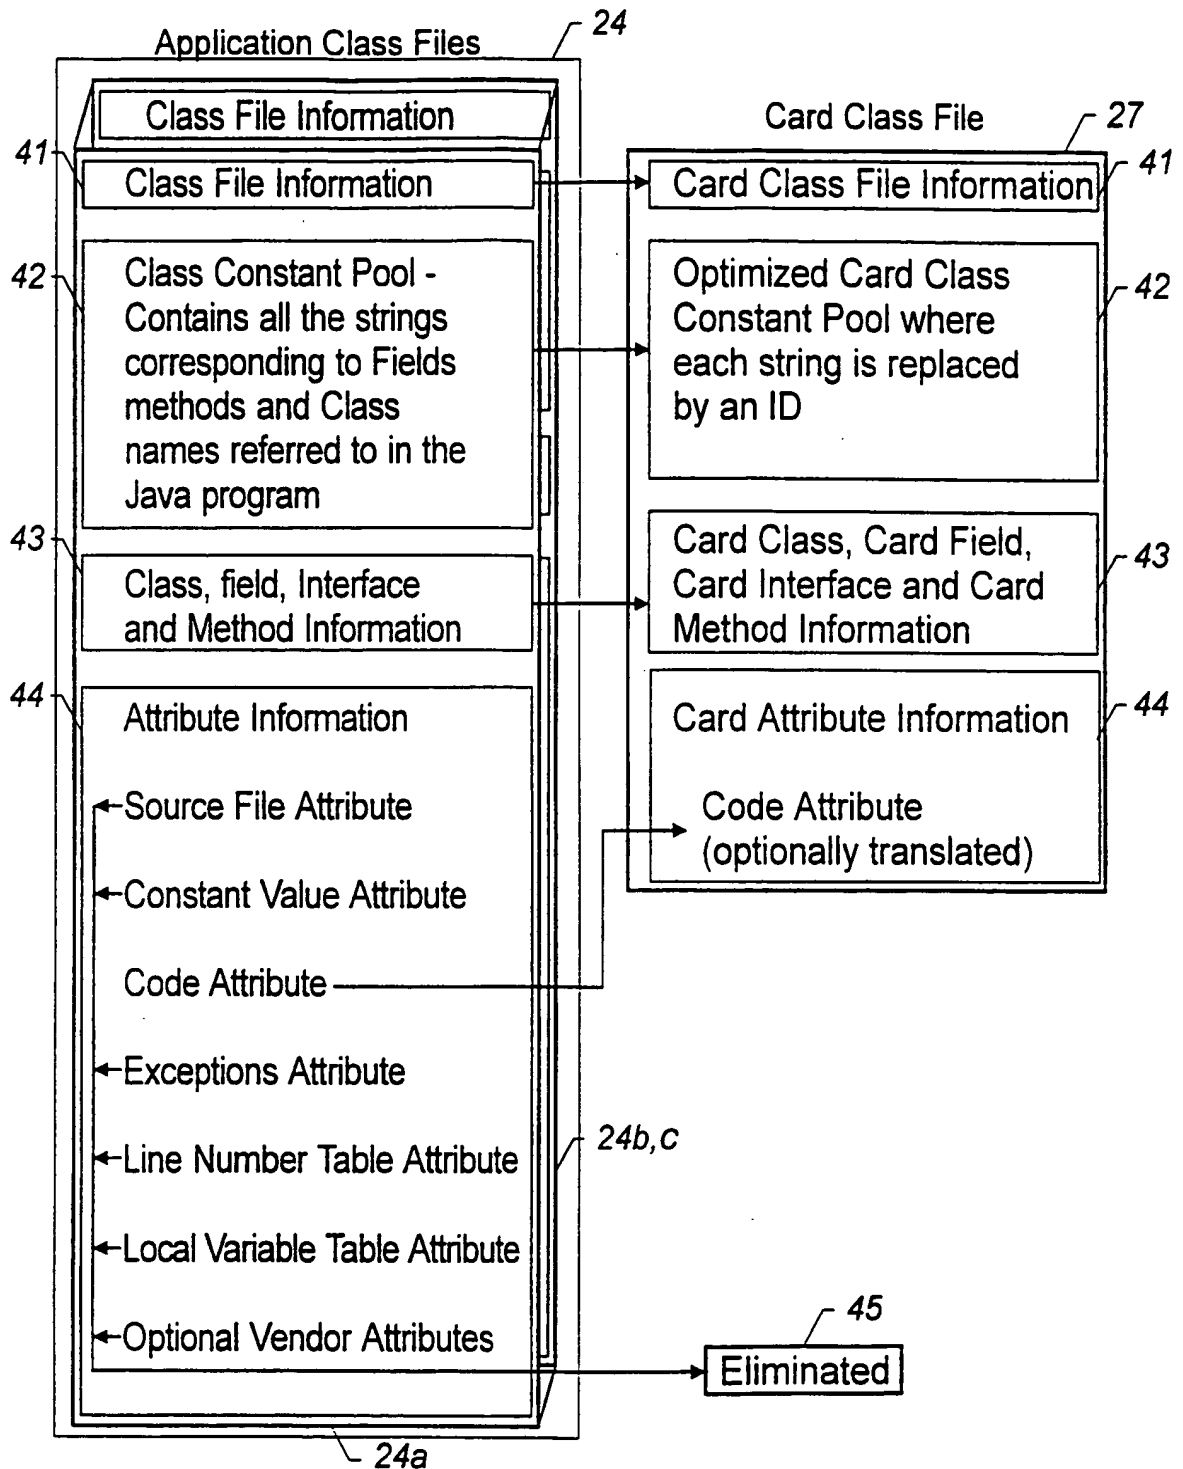 24
Application Class Files
Class File Information
41
Class File Information
42
Class Constant Pool -
Contains all the strings
corresponding to Fields
methods and Class
names referred to in the
Java program
43
Class, field, Interface
and Method Information
44
Attribute Information
Source File Attribute
Constant Value Attribute
Code Attribute
Exceptions Attribute
Line Number Table Attribute
Local Variable Table Attribute
Optional Vendor Attributes
24b,c
24a
Card Class File
27
Card Class File Information
41
Optimized Card Class
Constant Pool where
each string is replaced
by an ID
42
Card Class, Card Field,
Card Interface and Card
Method Information
43
Card Attribute Information
44
Code Attribute
(optionally translated)
45
Eliminated